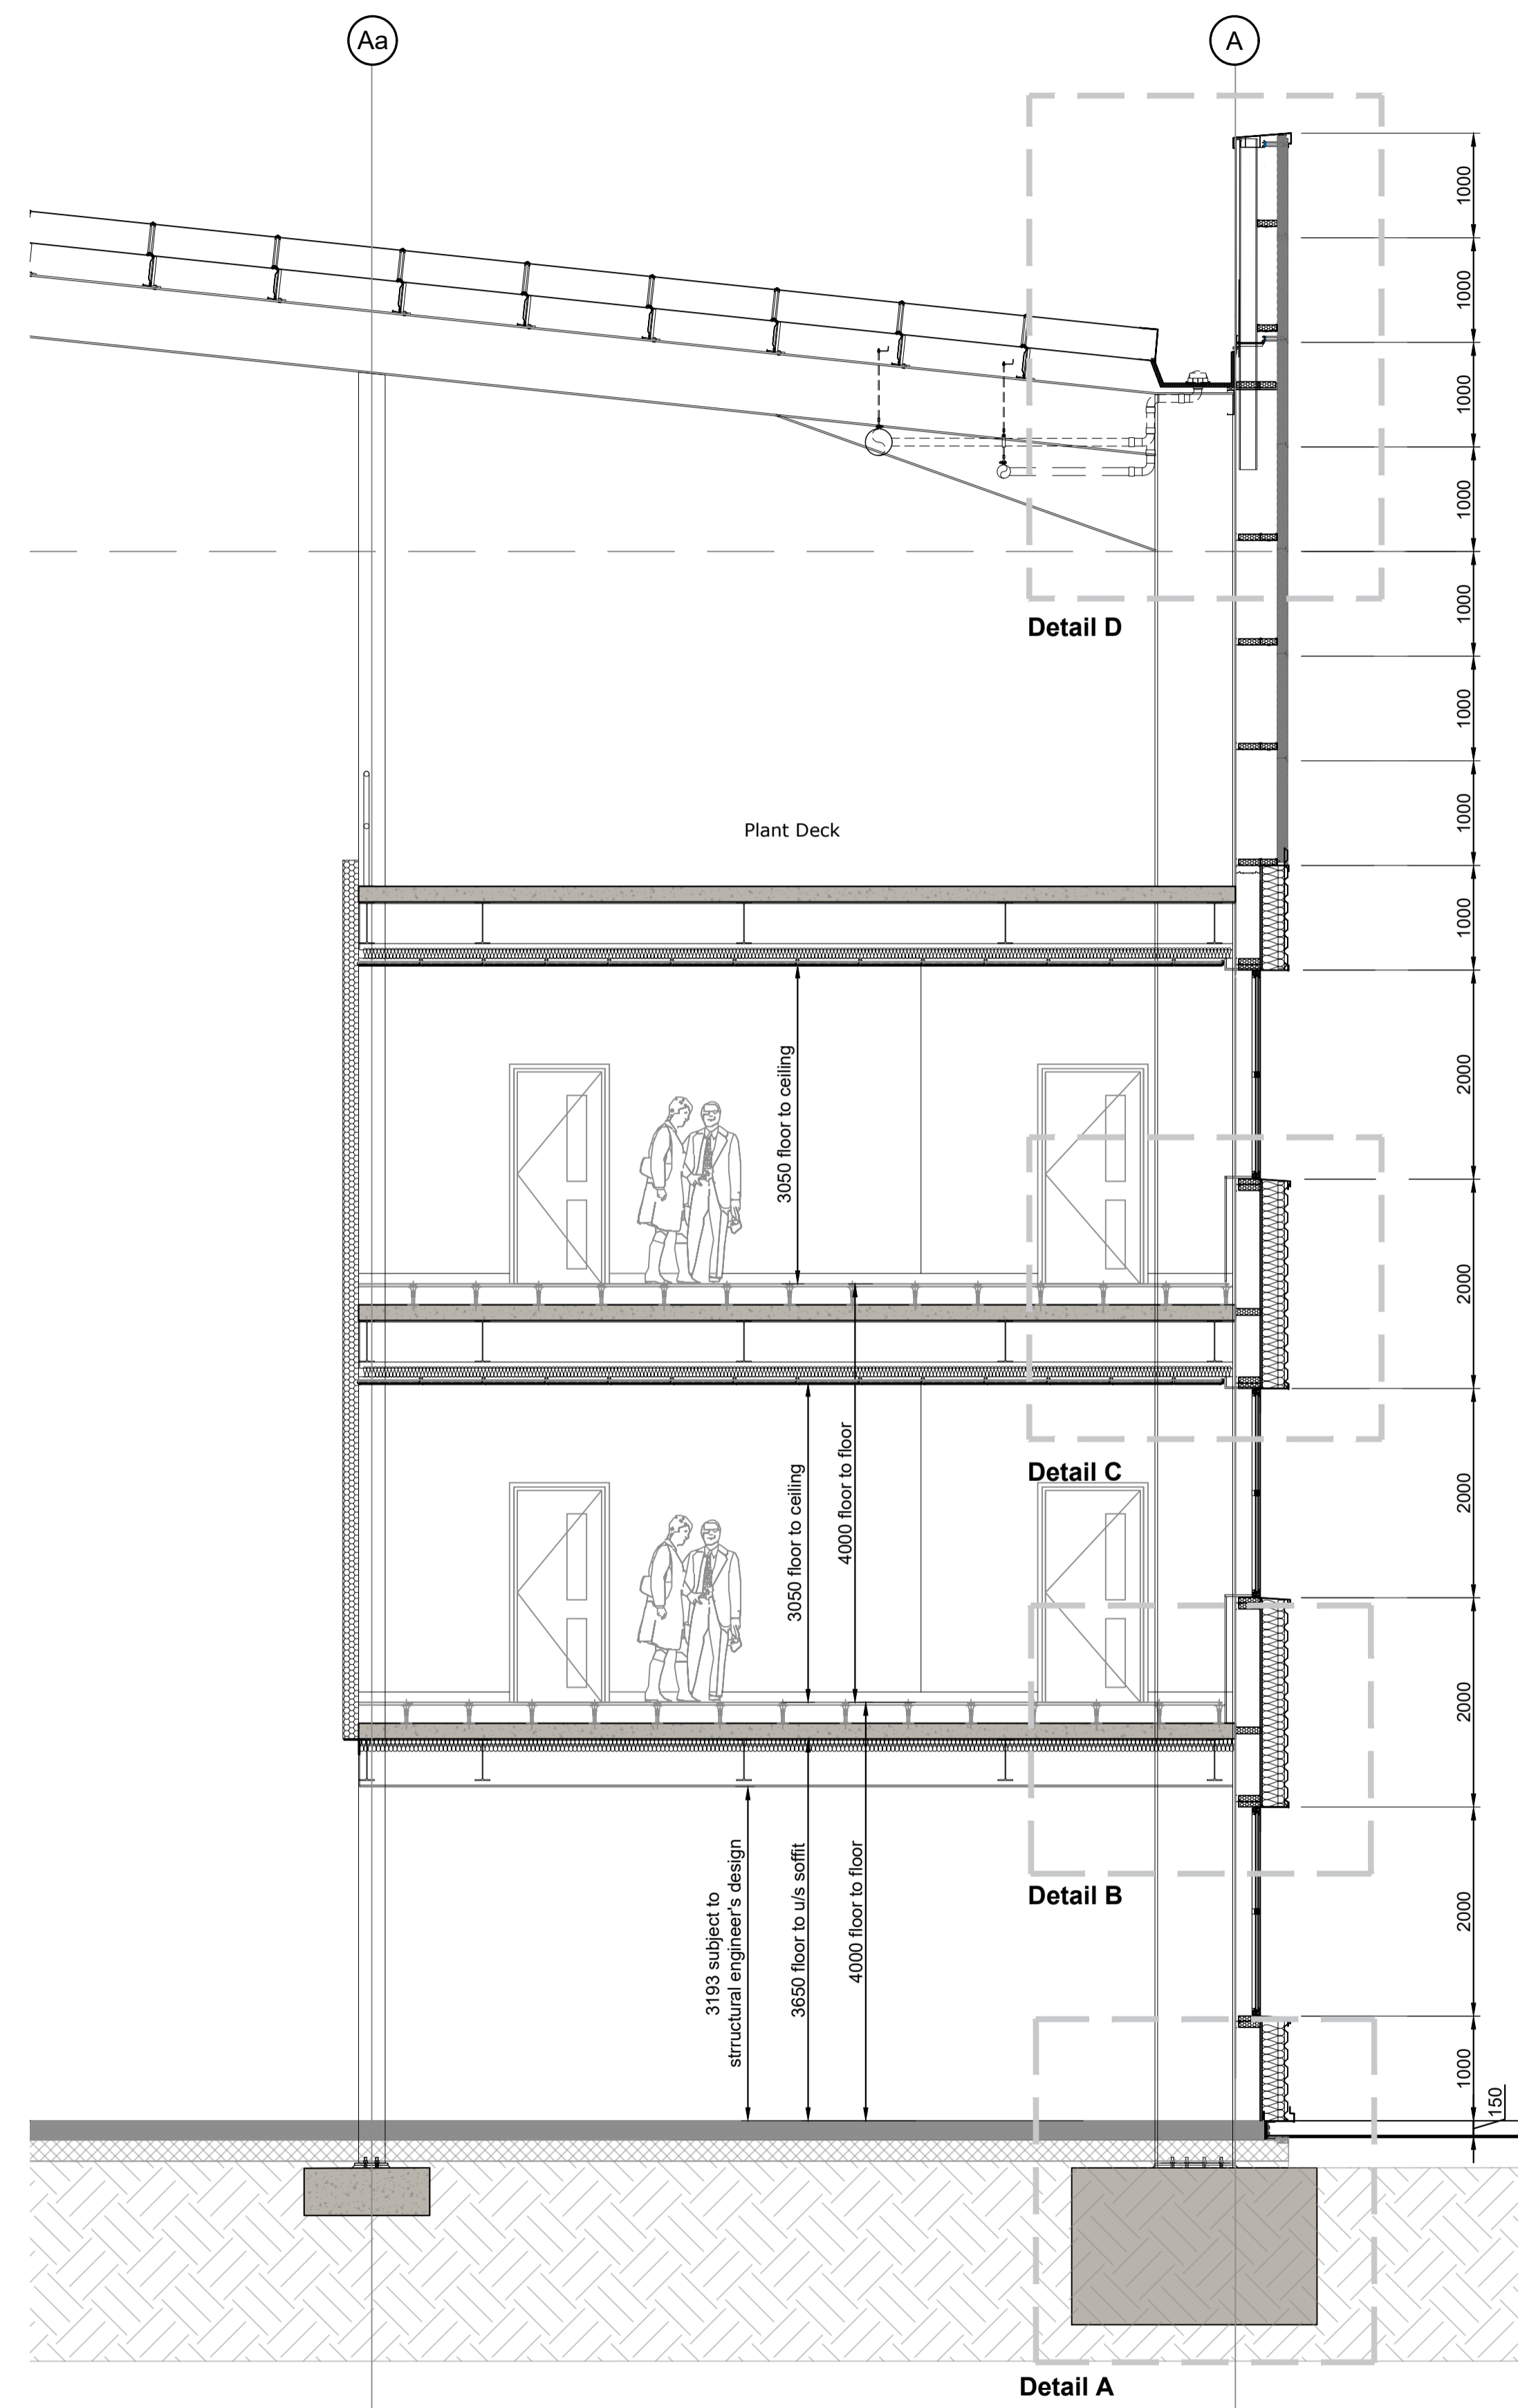 Aa
A
1000
1000
1000
1000
Detail D
1000
1000
1000
Plant Deck
1000
3050 floor to ceiling
2000
2000
Detail C
3050 floor to ceiling
4000 floor to floor
2000
2000
Detail B
3193 subject to
strructural engineer's design
3650 floor to u/s soffit
4000 floor to floor
2000
1000
150
Detail A